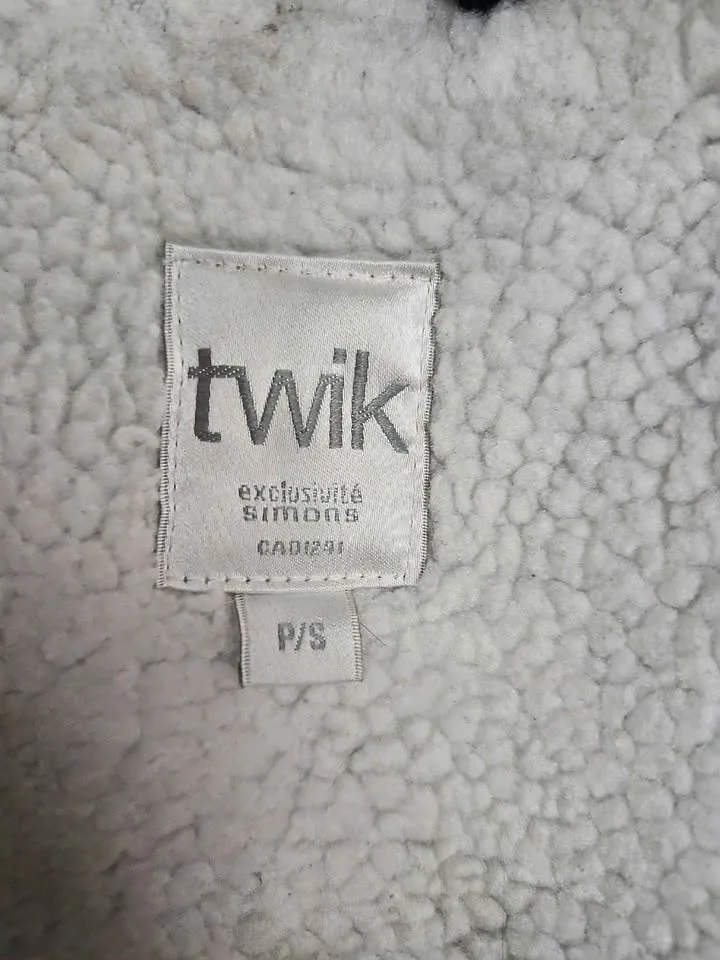 twik
exclusivité
simons
CA01291
P/S